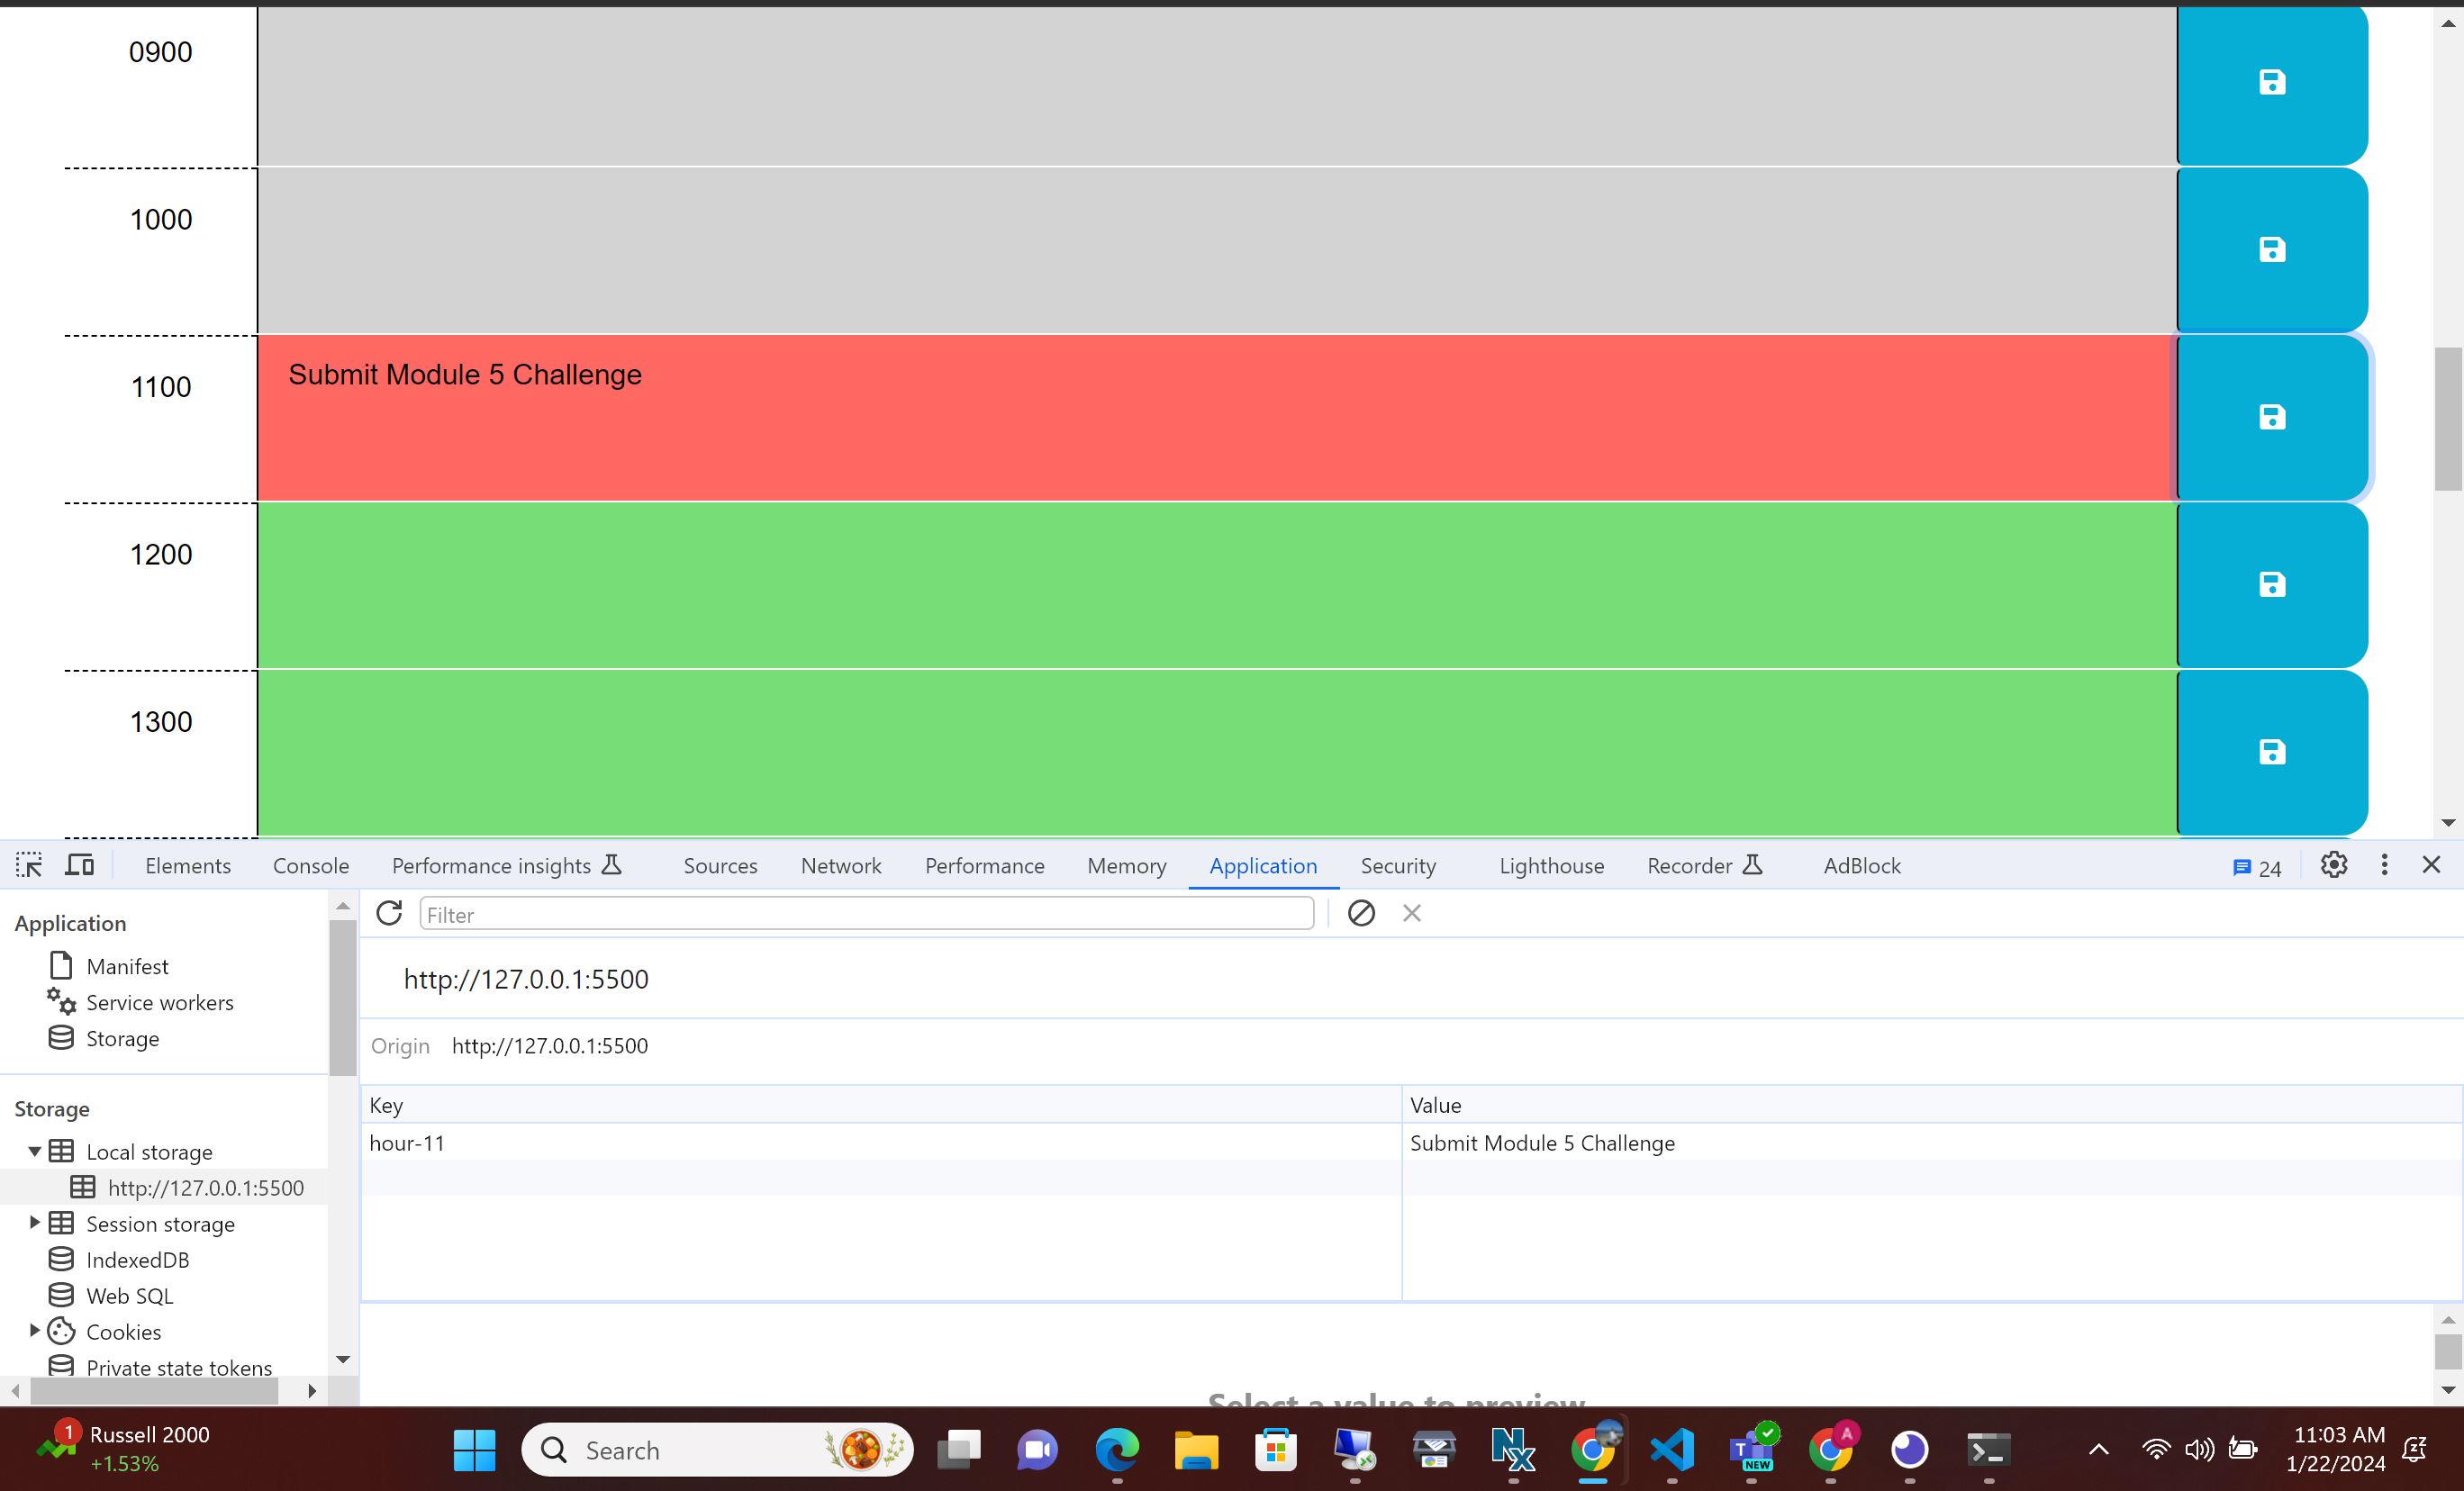 0900
1000
1100 Submit Module 5 Challenge
1200
1300
Elements Console Performance insights Sources Network Performance Memory Application Security Lighthouse Recorder AdBlock 24
Application
Manifest
Service workers
Storage
Storage
Local storage
http://127.0.0.1:5500
Session storage
IndexedDB
Web SQL
Cookies
Private state tokens
Filter
http://127.0.0.1:5500
Origin http://127.0.0.1:5500
Key Value
hour-11 Submit Module 5 Challenge
Select a value to preview
1
Russell 2000
+1.53%
Search
T
NEW
A
11:03 AM
1/22/2024